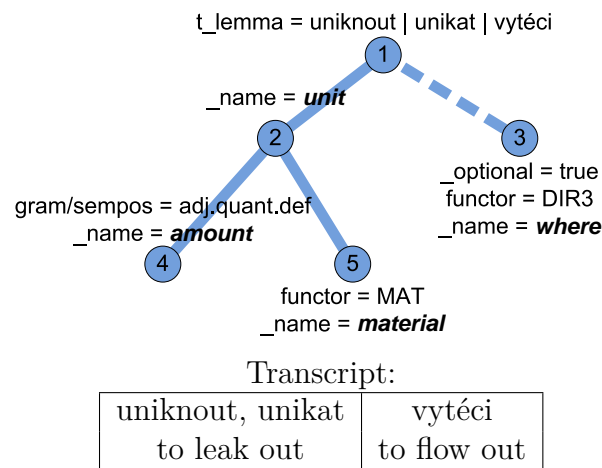 t_lemma = uniknout | unikat | vytéci
1
_name = unit
2
3
_optional = true
functor = DIR3
_name = where
gram/sempos = adj.quant.def
_name = amount
4
5
functor = MAT
_name = material
Transcript:
uniknout, unikat vytéci
to leak out to flow out